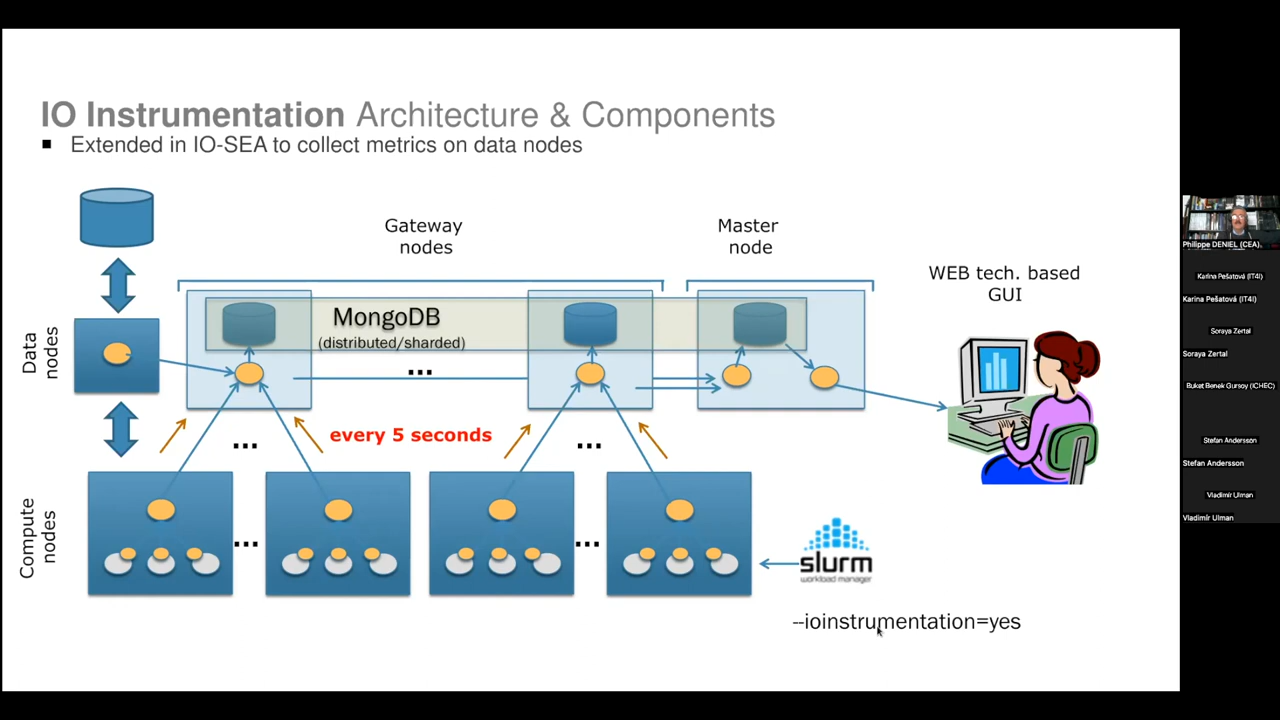 IO Instrumentation Architecture & Components
▪ Extended in IO-SEA to collect metrics on data nodes
Gateway
nodes
Master
node
WEB tech. based
GUI
MongoDB
(distributed/sharded)
...
Data
nodes
every 5 seconds
...
...
Compute
nodes
...
...
slurm
workload manager
--ioinstrumentation=yes
Philippe DENIEL (CEA)
Karina Pešatová (IT4I)
Karina Pešatová (IT4I)
Soraya Zertal
Soraya Zertal
Buket Benek Gursoy (ICHEC)
Stefan Andersson
Stefan Andersson
Vladimír Ulman
Vladimír Ulman